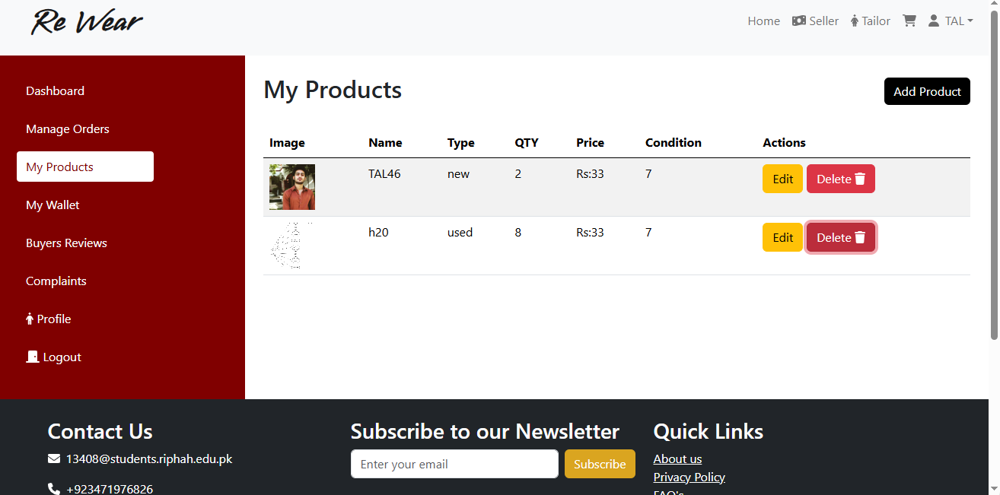 Re Wear
Home Seller Tailor TAL
Dashboard
Manage Orders
My Products
My Wallet
Buyers Reviews
Complaints
Profile
Logout
My Products
Add Product
Image Name Type QTY Price Condition Actions
TAL46 new 2 Rs:33 7 Edit Delete
h20 used 8 Rs:33 7 Edit Delete
Contact Us
13408@students.riphah.edu.pk
+923471976826
Subscribe to our Newsletter
Enter your email Subscribe
Quick Links
About us
Privacy Policy
FAQ's